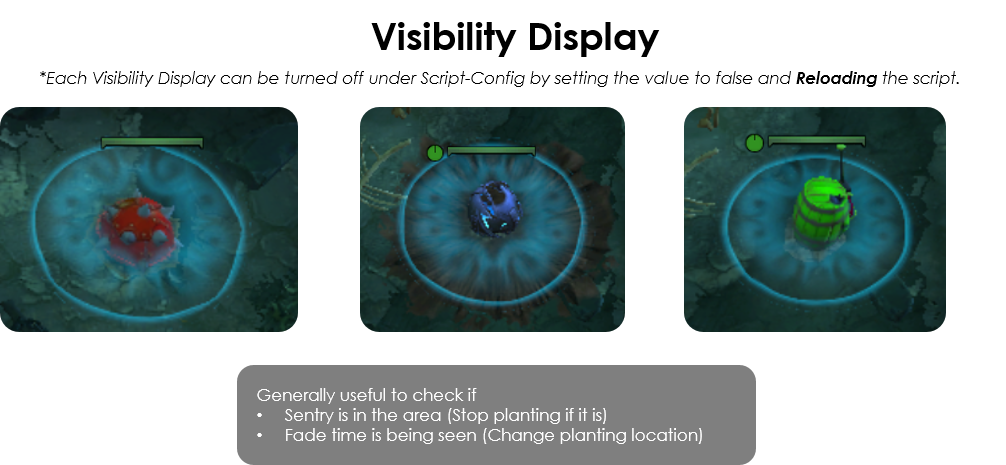 Visibility Display
*Each Visibility Display can be turned off under Script-Config by setting the value to false and Reloading the script.
Generally useful to check if
• Sentry is in the area (Stop planting if it is)
• Fade time is being seen (Change planting location)